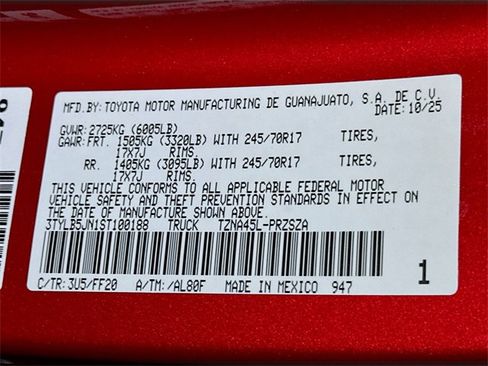 MFD.BY:TOYOTA MOTOR MANUFACTURING DE GUANAJUATO, S.A. DE C.V.
DATE:10/25
GVWR:2725KG (6005LB)
GAWR:FRT. 1505KG (3320LB) WITH 245/70R17 TIRES,
17X7J RIMS.
RR. 1405KG (3095LB) WITH 245/70R17 TIRES,
17X7J RIMS.
THIS VEHICLE CONFORMS TO ALL APPLICABLE FEDERAL MOTOR
VEHICLE SAFETY AND THEFT PREVENTION STANDARDS IN EFFECT ON
THE DATE OF MANUFACTURE SHOWN ABOVE.
3TYLB5JN1ST100188 TRUCK TZNA45L-PRZSZA
C/TR:3U5/FF20 A/TM:/AL80F MADE IN MEXICO 947 1